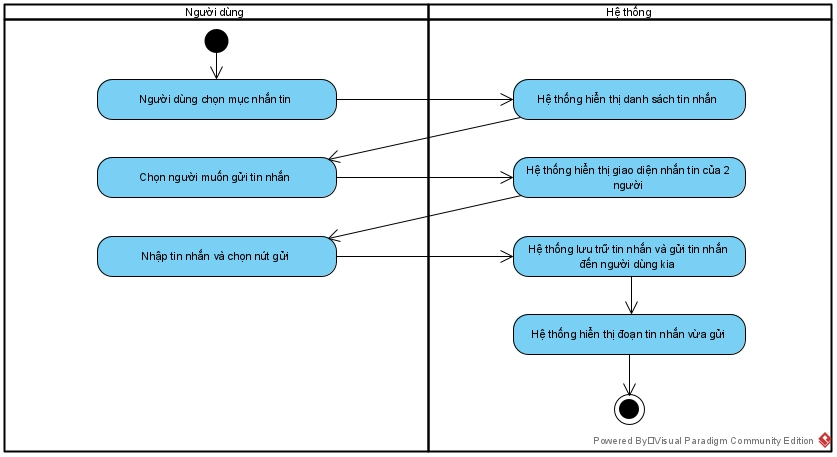 Người dùng
Hệ thống
Người dùng chọn mục nhắn tin
Hệ thống hiển thị danh sách tin nhắn
Chọn người muốn gửi tin nhắn
Hệ thống hiển thị giao diện nhắn tin của 2
người
Nhập tin nhắn và chọn nút gửi
Hệ thống lưu trữ tin nhắn và gửi tin nhắn
đến người dùng kia
Hệ thống hiển thị đoạn tin nhắn vừa gửi
Powered By□Visual Paradigm Community Edition